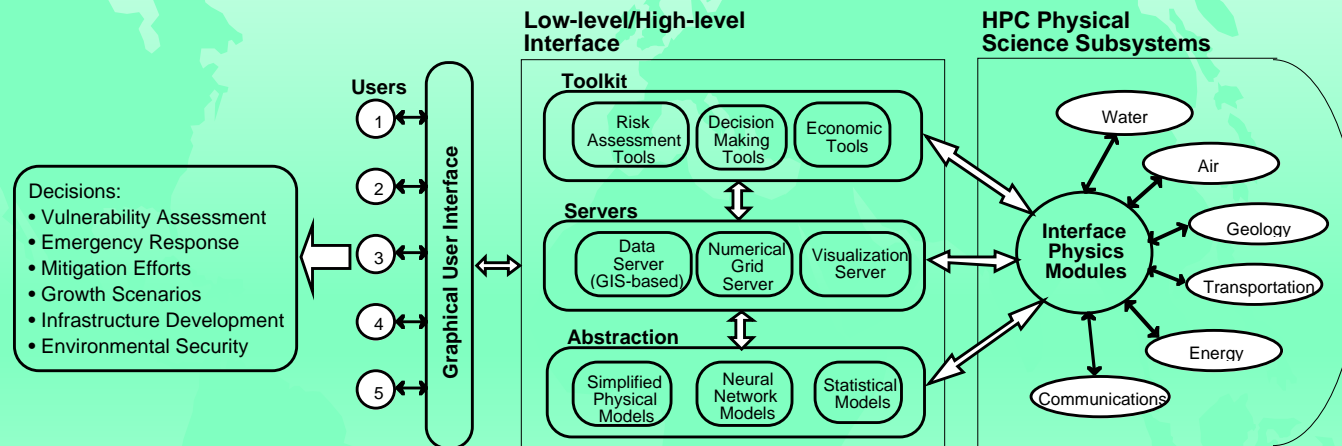 Low-level/High-level
Interface
HPC Physical
Science Subsystems
Users
1
2
3
4
5
Graphical User Interface
Decisions:
• Vulnerability Assessment
• Emergency Response
• Mitigation Efforts
• Growth Scenarios
• Infrastructure Development
• Environmental Security
Toolkit
Risk
Assessment
Tools
Decision
Making
Tools
Economic
Tools
Servers
Data
Server
(GIS-based)
Numerical
Grid
Server
Visualization
Server
Abstraction
Simplified
Physical
Models
Neural
Network
Models
Statistical
Models
Interface
Physics
Modules
Water
Air
Geology
Transportation
Energy
Communications